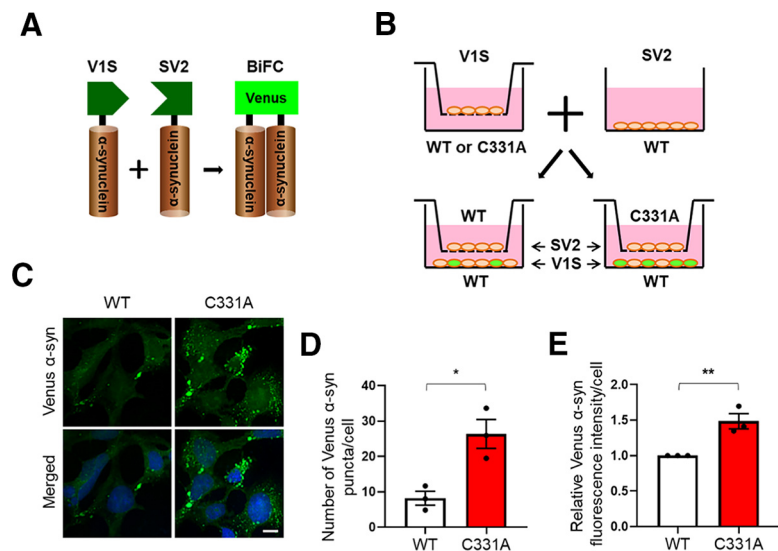 A
V1S
SV2
BiFC
Venus
α-synuclein
+
α-synuclein
α-synuclein
α-synuclein
B
V1S
SV2
+
WT or C331A
WT
WT
C331A
SV2
V1S
WT
WT
C
WT
C331A
Venus α-syn
Merged
D
Number of Venus α-syn
puncta/cell
40
30
20
10
0
*
WT
C331A
E
Relative Venus α-syn
fluorescence intensity/cell
2.0
1.5
1.0
0.5
0.0
**
WT
C331A